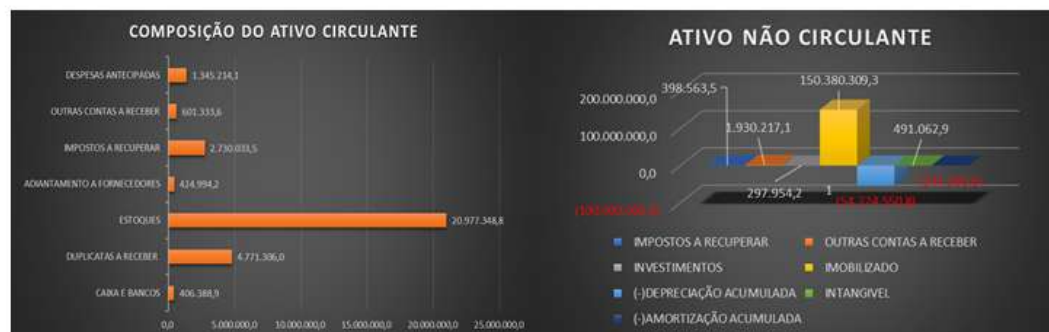 COMPOSIÇÃO DO ATIVO CIRCULANTE
DESPESAS ANTECIPADAS
1.345.214,1
OUTRAS CONTAS A RECEBER
601.333,6
IMPOSTOS A RECUPERAR
2.730.033,5
ADIANTAMENTO A FORNECEDORES
424.994,2
ESTOQUES
20.977.348,8
DUPLICATAS A RECEBER
4.771.306,0
CAIXA E BANCOS
406.388,9
0,0 5.000.000,0 10.000.000,0 15.000.000,0 20.000.000,0 25.000.000,0
ATIVO NÃO CIRCULANTE
398.563,5
150.380.309,3
200.000.000,0
100.000.000,0
1.930.217,1
491.062,9
0,0
297.954,2
1
IMPOSTOS A RECUPERAR
OUTRAS CONTAS A RECEBER
INVESTIMENTOS
IMOBILIZADO
(-)DEPRECIAÇÃO ACUMULADA
INTANGIVEL
(-)AMORTIZAÇÃO ACUMULADA